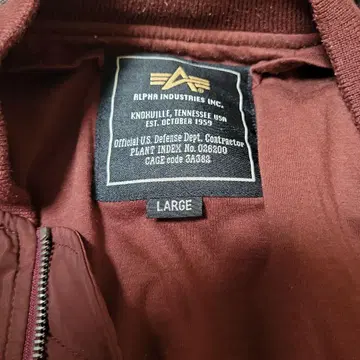 ALPHA INDUSTRIES INC.
KNOXVILLE, TENNESSEE USA
EST. OCTOBER 1959
Official U.S. Defense Dept. Contractor
PLANT INDEX No. 026200
CAGE code 3A362
LARGE